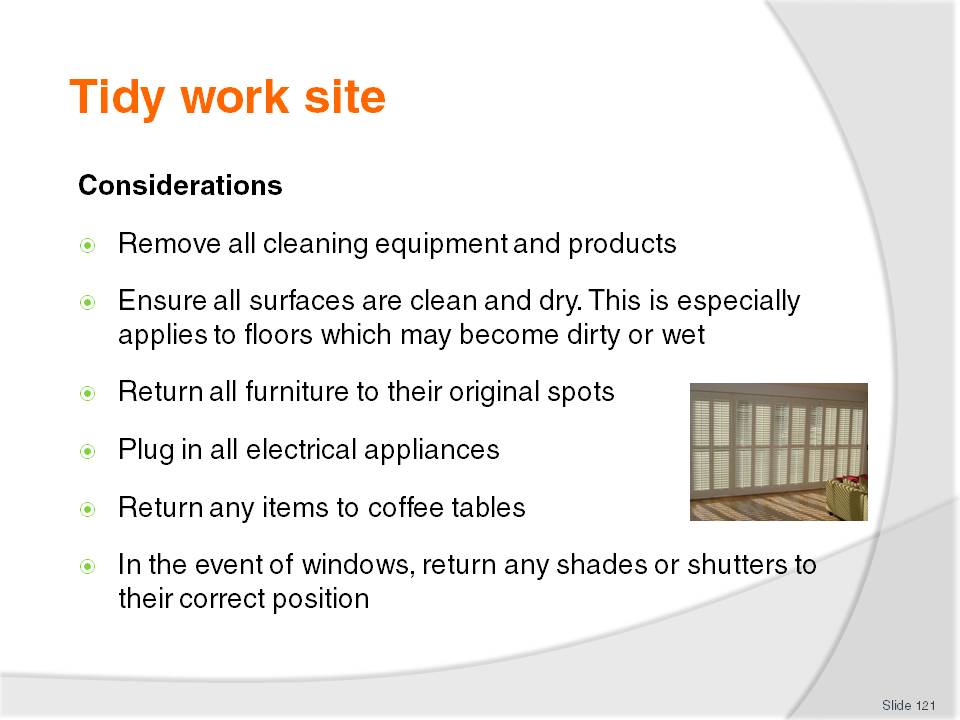 Tidy work site
Considerations
Remove all cleaning equipment and products
Ensure all surfaces are clean and dry. This is especially
applies to floors which may become dirty or wet
Return all furniture to their original spots
Plug in all electrical appliances
Return any items to coffee tables
In the event of windows, return any shades or shutters to
their correct position
Slide 121